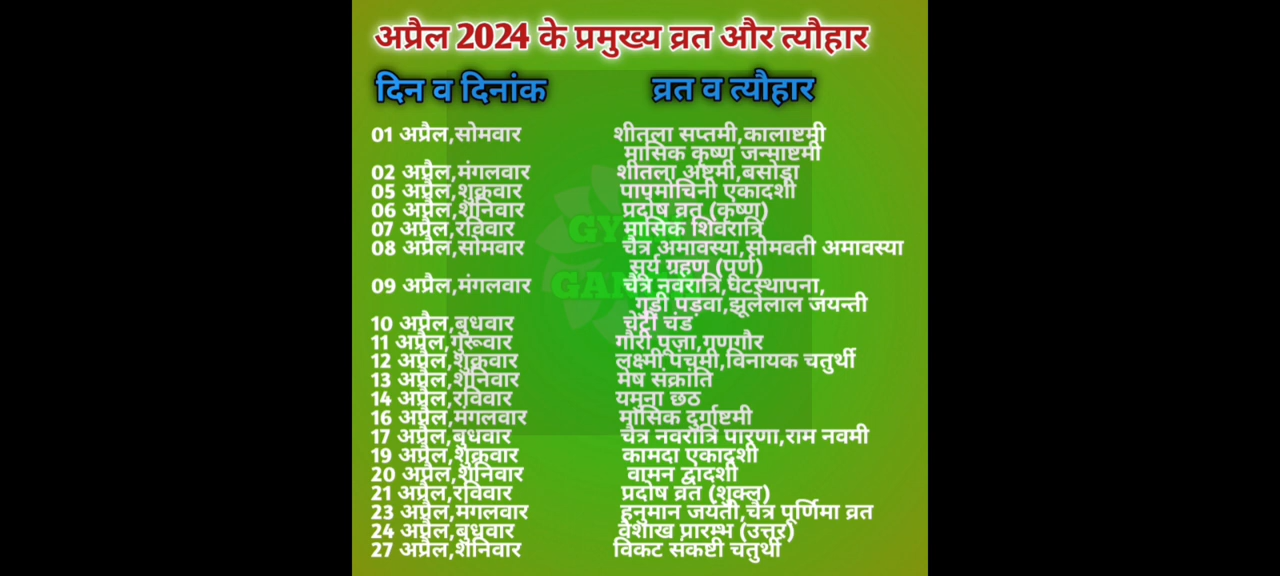 अप्रैल 2024 के प्रमुख्य व्रत और त्यौहार
दिन व दिनांक व्रत व त्यौहार
01 अप्रैल,सोमवार शीतला सप्तमी,कालाष्टमी
मासिक कृष्ण जन्माष्टमी
02 अप्रैल,मंगलवार शीतला अष्टमी,बसोड़ा
05 अप्रैल,शुक्रवार पापमोचिनी एकादशी
06 अप्रैल,शनिवार प्रदोष व्रत (कृष्ण)
07 अप्रैल,रविवार मासिक शिवरात्रि
08 अप्रैल,सोमवार चैत्र अमावस्या,सोमवती अमावस्या
सूर्य ग्रहण (पूर्ण)
09 अप्रैल,मंगलवार चैत्र नवरात्रि,घटस्थापना,
गुड़ी पड़वा,झूलेलाल जयन्ती
10 अप्रैल,बुधवार चेट्री चंड
11 अप्रैल,गुरूवार गौरी पूजा,गणगौर
12 अप्रैल,शुक्रवार लक्ष्मी पंचमी,विनायक चतुर्थी
13 अप्रैल,शनिवार मेष संक्रांति
14 अप्रैल,रविवार यमुना छठ
16 अप्रैल,मंगलवार मासिक दुर्गाष्टमी
17 अप्रैल,बुधवार चैत्र नवरात्रि पारणा,राम नवमी
19 अप्रैल,शुक्रवार कामदा एकादशी
20 अप्रैल,शनिवार वामन द्वादशी
21 अप्रैल,रविवार प्रदोष व्रत (शुक्ल)
23 अप्रैल,मंगलवार हनुमान जयंती,चैत्र पूर्णिमा व्रत
24 अप्रैल,बुधवार वैशाख प्रारम्भ (उत्तर)
27 अप्रैल,शनिवार विकट संकष्टी चतुर्थी